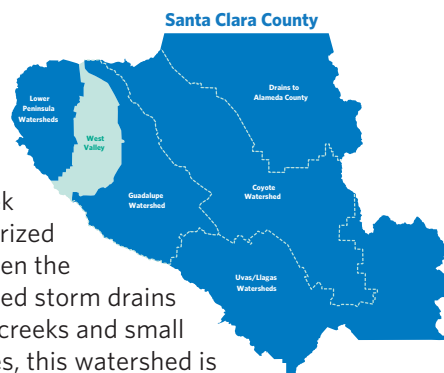 Santa Clara County
Drains to
Alameda County
Lower
Peninsula
Watersheds
West
Valley
Guadalupe
Watershed
Coyote
Watershed
Uvas/Llagas
Watersheds
k
rized
en the
ed storm drains
creeks and small
es, this watershed is